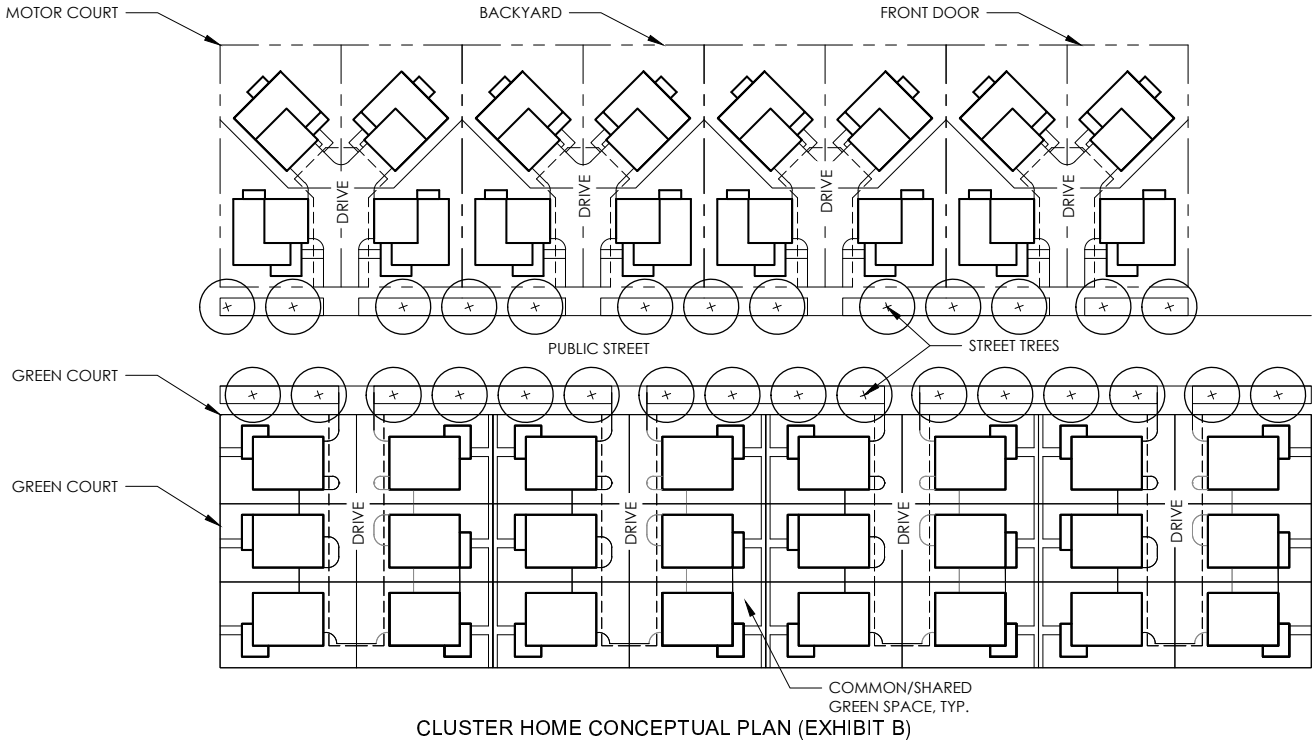 MOTOR COURT
BACKYARD
FRONT DOOR
DRIVE
DRIVE
DRIVE
DRIVE
PUBLIC STREET
STREET TREES
GREEN COURT
GREEN COURT
DRIVE
DRIVE
DRIVE
DRIVE
COMMON/SHARED
GREEN SPACE, TYP.
CLUSTER HOME CONCEPTUAL PLAN (EXHIBIT B)